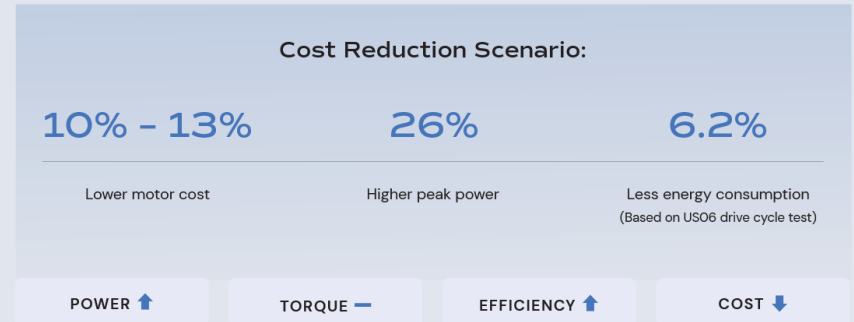 Cost Reduction Scenario:
10% – 13%
26%
6.2%
Lower motor cost
Higher peak power
Less energy consumption
(Based on US06 drive cycle test)
POWER
TORQUE
EFFICIENCY
COST